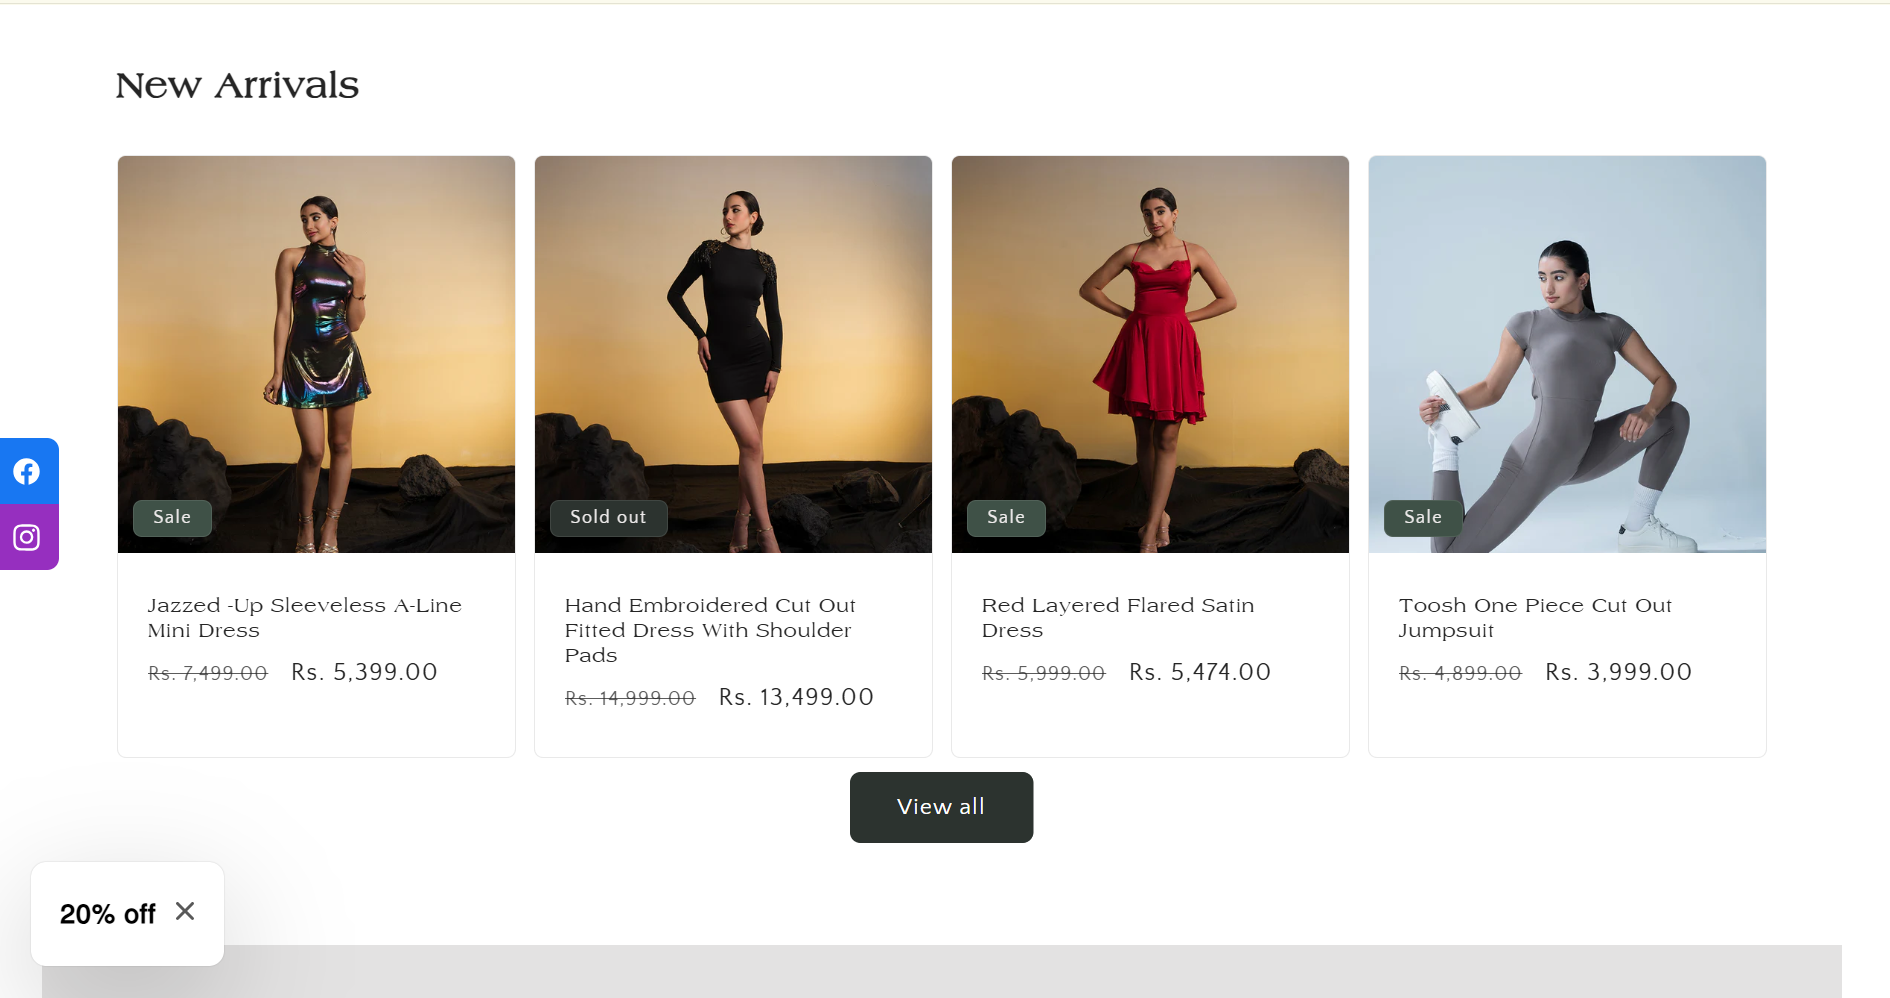 New Arrivals
Sale
Jazzed -Up Sleeveless A-Line
Mini Dress
Rs. 7,499.00 Rs. 5,399.00
Sold out
Hand Embroidered Cut Out
Fitted Dress With Shoulder
Pads
Rs. 14,999.00 Rs. 13,499.00
Sale
Red Layered Flared Satin
Dress
Rs. 5,999.00 Rs. 5,474.00
Sale
Toosh One Piece Cut Out
Jumpsuit
Rs. 4,899.00 Rs. 3,999.00
View all
20% off